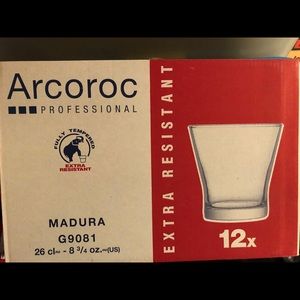 Arcoroc
PROFESSIONAL
FULLY TEMPERED
EXTRA
RESISTANT
MADURA
G9081
26 cl - 8 3/4 oz. (US)
EXTRA RESISTANT
12x